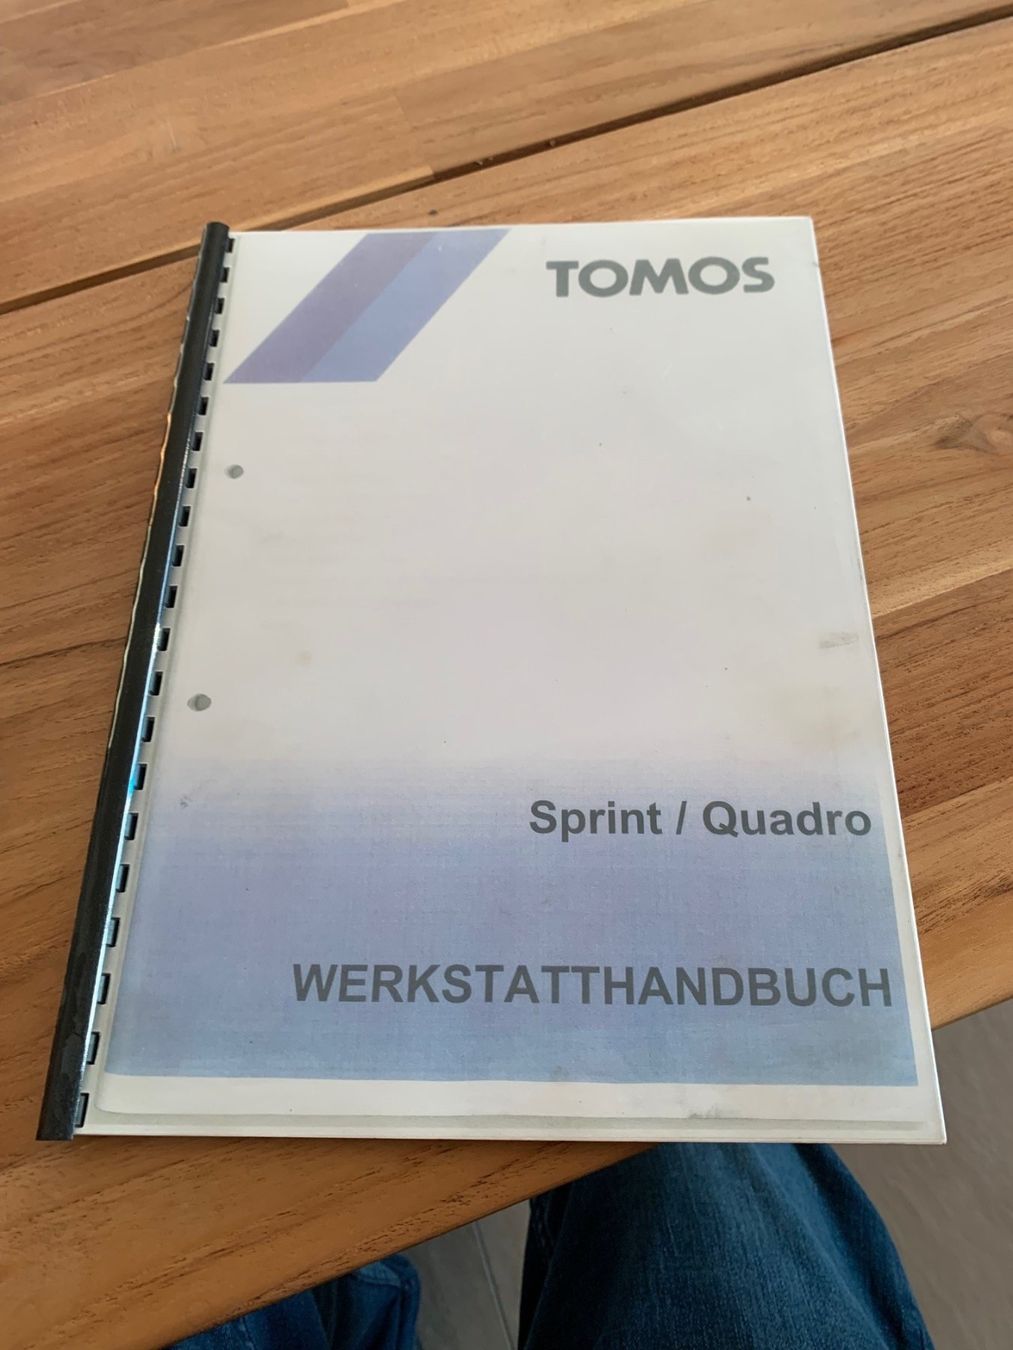 TOMOS
Sprint / Quadro
WERKSTATTHANDBUCH